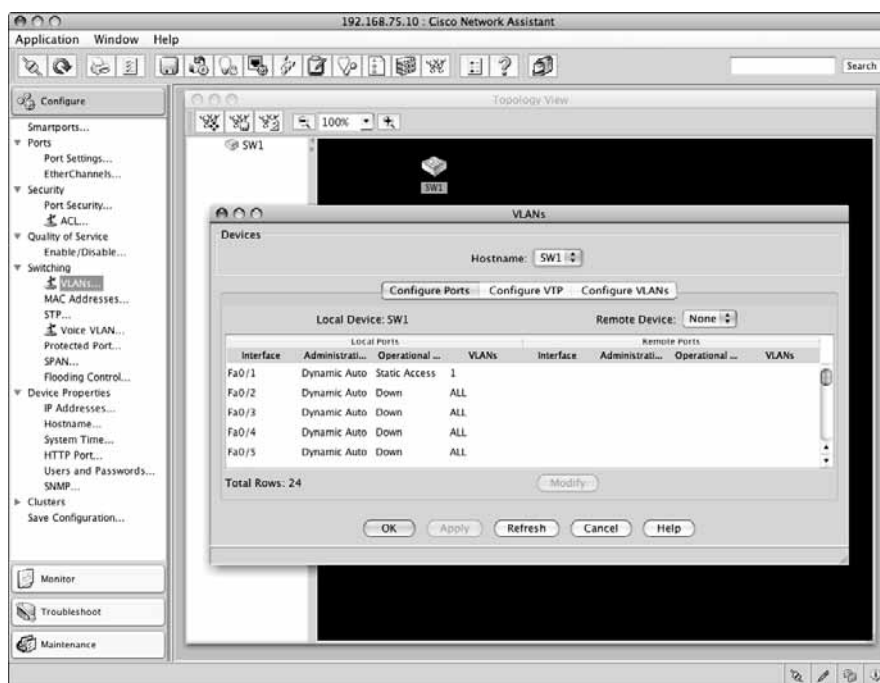 192.168.75.10 : Cisco Network Assistant
Application Window Help
Search
Configure
Smartports...
Ports
Port Settings...
EtherChannels...
Security
Port Security...
ACL...
Quality of Service
Enable/Disable...
Switching
VLANs...
MAC Addresses...
STP...
Voice VLAN...
Protected Port...
SPAN...
Flooding Control...
Device Properties
IP Addresses...
Hostname...
System Time...
HTTP Port...
Users and Passwords...
SNMP...
Clusters
Save Configuration...
Monitor
Troubleshoot
Maintenance
Topology View
100%
SW1
SW1
VLANs
Devices
Hostname: SW1
Configure Ports Configure VTP Configure VLANs
Local Device: SW1 Remote Device: None
Local Ports Remote Ports
Interface Administrati... Operational ... VLANs Interface Administrati... Operational ... VLANs
Fa0/1 Dynamic Auto Static Access 1
Fa0/2 Dynamic Auto Down ALL
Fa0/3 Dynamic Auto Down ALL
Fa0/4 Dynamic Auto Down ALL
Fa0/5 Dynamic Auto Down ALL
Total Rows: 24 Modify
OK Apply Refresh Cancel Help